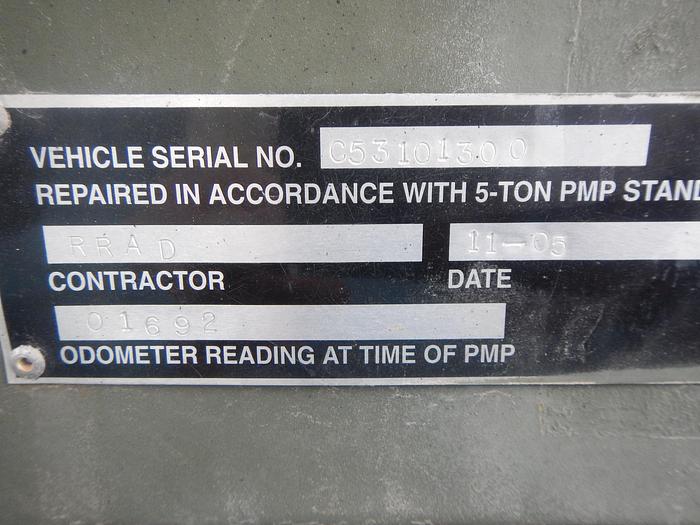 VEHICLE SERIAL NO. C53101300
REPAIRED IN ACCORDANCE WITH 5-TON PMP STAND
RRAD 11-05
CONTRACTOR DATE
01692
ODOMETER READING AT TIME OF PMP